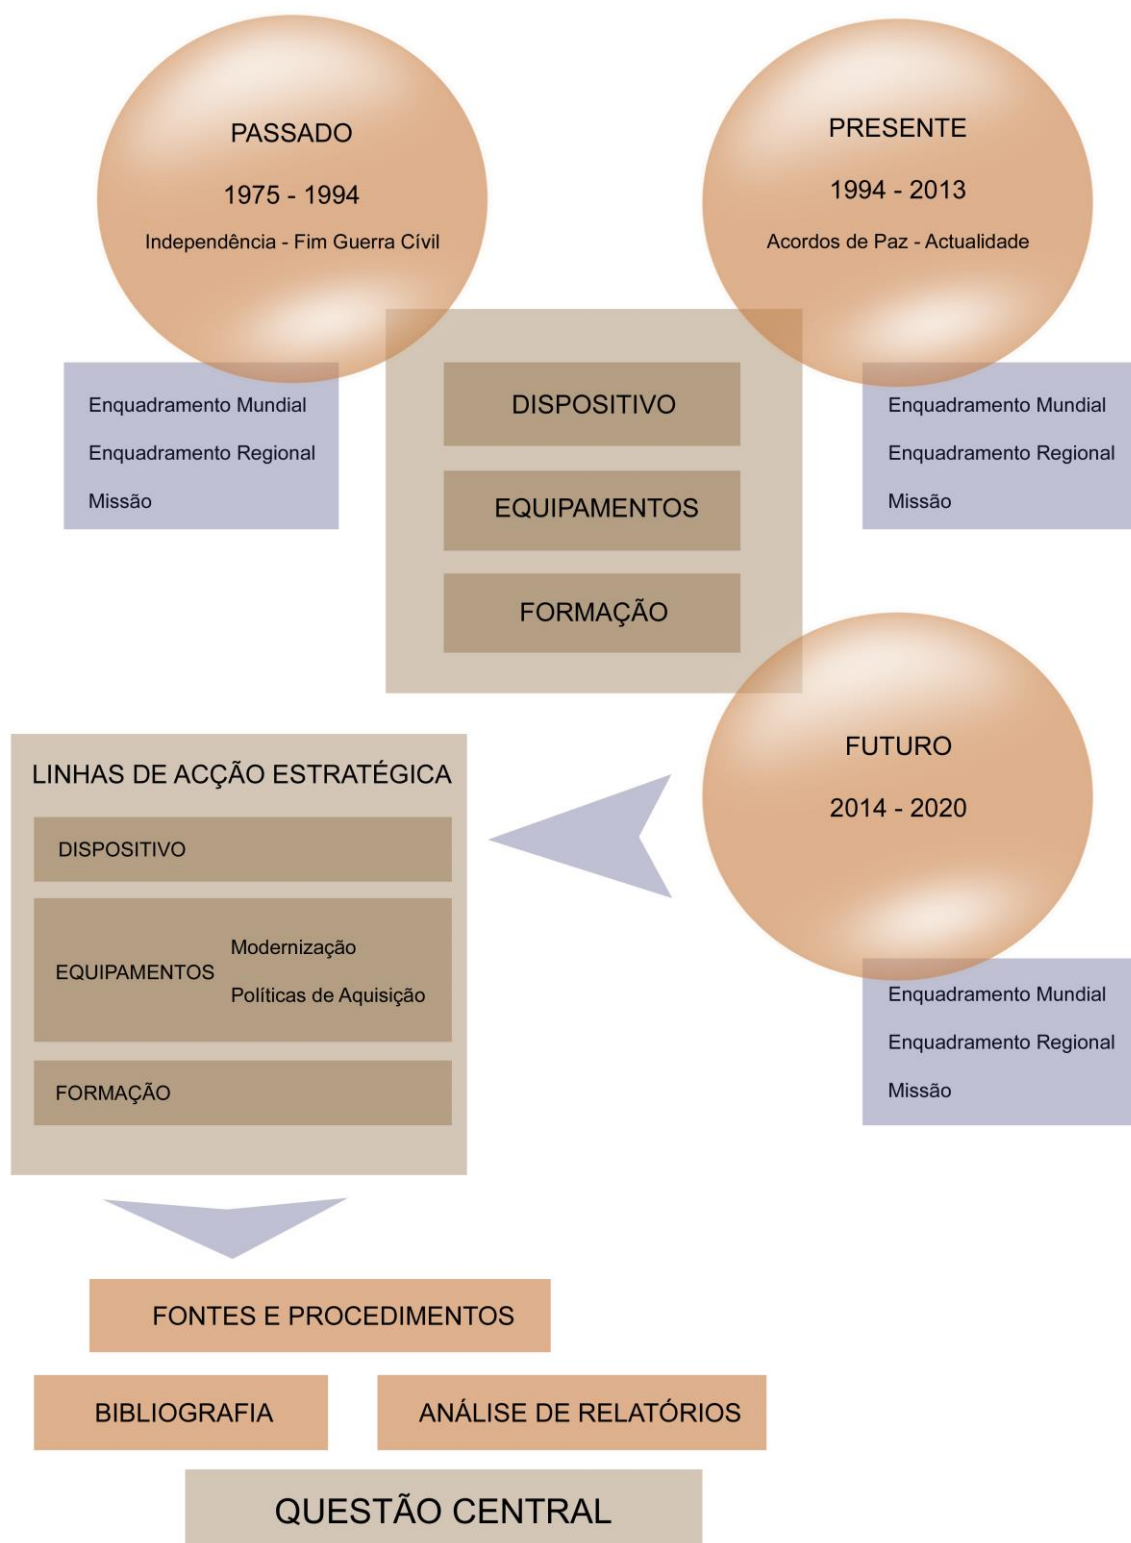 PASSADO
1975 - 1994
Independência - Fim Guerra Cívil
PRESENTE
1994 - 2013
Acordos de Paz - Actualidade
Enquadramento Mundial
Enquadramento Regional
Missão
DISPOSITIVO
EQUIPAMENTOS
FORMAÇÃO
Enquadramento Mundial
Enquadramento Regional
Missão
FUTURO
2014 - 2020
Enquadramento Mundial
Enquadramento Regional
Missão
LINHAS DE ACÇÃO ESTRATÉGICA
DISPOSITIVO
EQUIPAMENTOS
Modernização
Políticas de Aquisição
FORMAÇÃO
FONTES E PROCEDIMENTOS
BIBLIOGRAFIA
ANÁLISE DE RELATÓRIOS
QUESTÃO CENTRAL